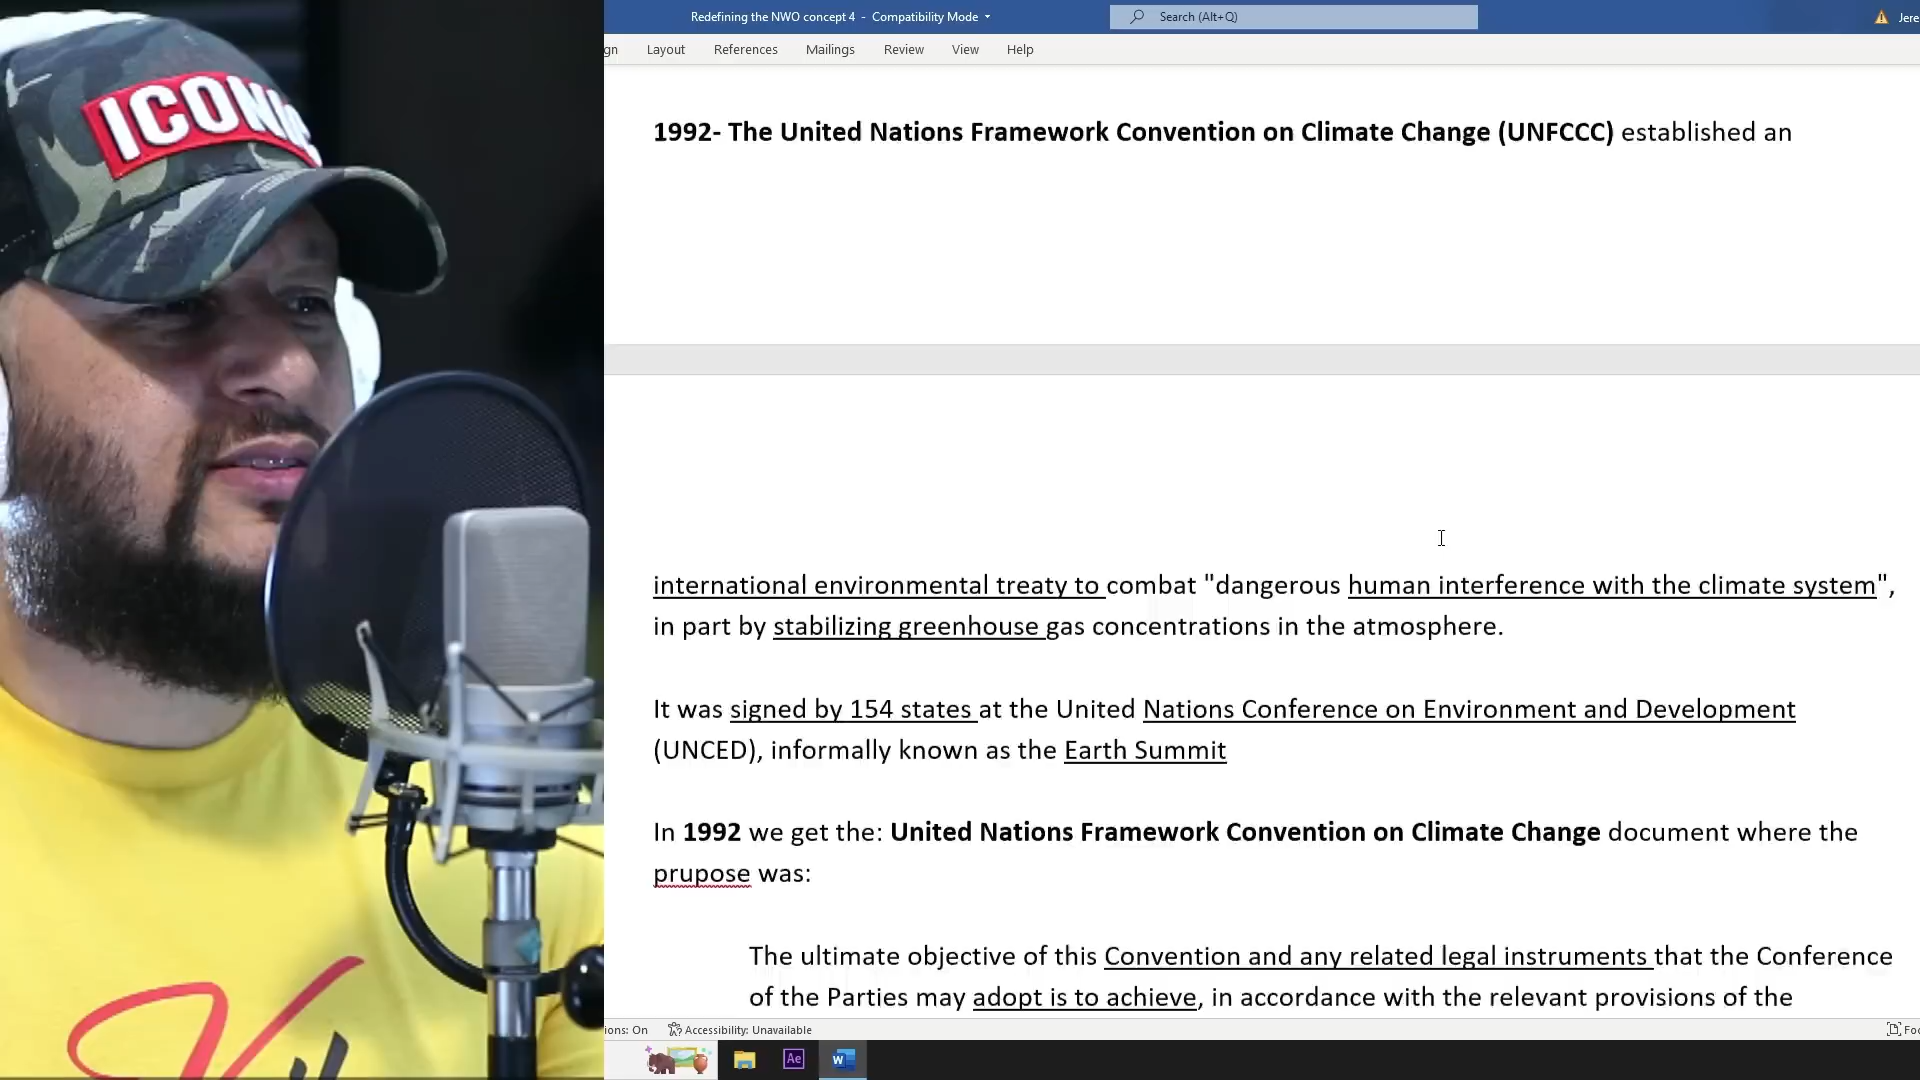 ICONIC
Redefining the NWO concept 4 - Compatibility Mode
Search (Alt+Q)
Jere
gn Layout References Mailings Review View Help
1992- The United Nations Framework Convention on Climate Change (UNFCCC) established an
international environmental treaty to combat "dangerous human interference with the climate system",
in part by stabilizing greenhouse gas concentrations in the atmosphere.
It was signed by 154 states at the United Nations Conference on Environment and Development
(UNCED), informally known as the Earth Summit
In 1992 we get the: United Nations Framework Convention on Climate Change document where the
prupose was:
The ultimate objective of this Convention and any related legal instruments that the Conference
of the Parties may adopt is to achieve, in accordance with the relevant provisions of the
ions: On Accessibility: Unavailable
Foc
Ae
W